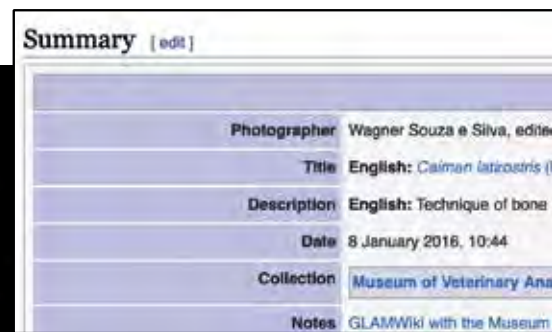 Summary [edit]
Photographer Wagner Souza e Silva, edite
Title English: Caiman latirostris (
Description English: Technique of bone
Date 8 January 2016, 10:44
Collection Museum of Veterinary Ana
Notes GLAMWiki with the Museum